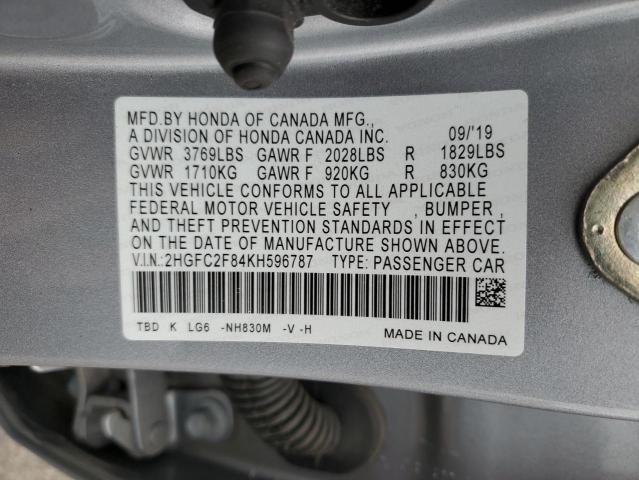 MFD.BY HONDA OF CANADA MFG.,
A DIVISION OF HONDA CANADA INC. 09/'19
GVWR 3769LBS GAWR F 2028LBS R 1829LBS
GVWR 1710KG GAWR F 920KG R 830KG
THIS VEHICLE CONFORMS TO ALL APPLICABLE
FEDERAL MOTOR VEHICLE SAFETY , BUMPER ,
AND THEFT PREVENTION STANDARDS IN EFFECT
ON THE DATE OF MANUFACTURE SHOWN ABOVE.
V.I.N.:2HGFC2F84KH596787 TYPE: PASSENGER CAR
TBD K LG6 -NH830M -V -H
MADE IN CANADA